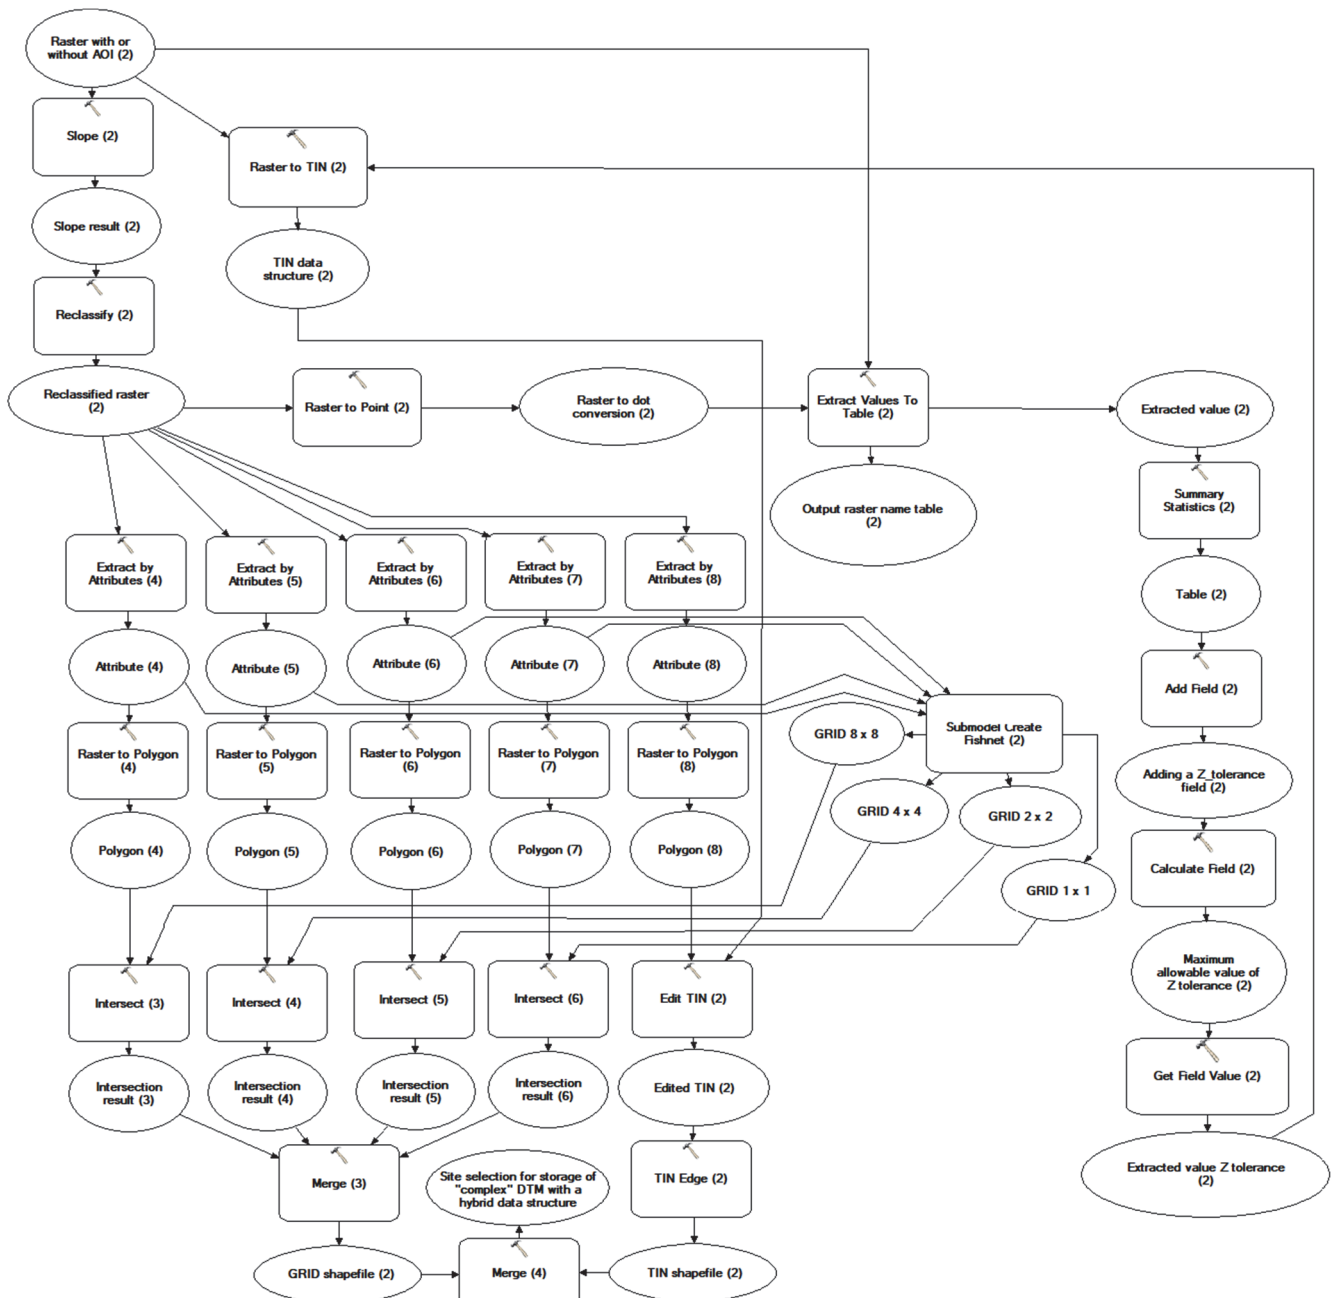 Raster with or
without AOI (2)
Slope (2)
Raster to TIN (2)
Slope result (2)
TIN data
structure (2)
Reclassify (2)
Reclassified raster
(2)
Raster to Point (2)
Raster to dot
conversion (2)
Extract Values To
Table (2)
Extracted value (2)
Output raster name table
(2)
Summary
Statistics (2)
Extract by
Attributes (4)
Extract by
Attributes (5)
Extract by
Attributes (6)
Extract by
Attributes (7)
Extract by
Attributes (8)
Table (2)
Attribute (4)
Attribute (5)
Attribute (6)
Attribute (7)
Attribute (8)
Add Field (2)
Raster to Polygon
(4)
Raster to Polygon
(5)
Raster to Polygon
(6)
Raster to Polygon
(7)
Raster to Polygon
(8)
GRID 8 x 8
Submodel Create
Fishnet (2)
GRID 4 x 4
GRID 2 x 2
Adding a Z_tolerance
field (2)
Polygon (4)
Polygon (5)
Polygon (6)
Polygon (7)
Polygon (8)
GRID 1 x 1
Calculate Field (2)
Maximum
allowable value of
Z tolerance (2)
Intersect (3)
Intersect (4)
Intersect (5)
Intersect (6)
Edit TIN (2)
Get Field Value (2)
Intersection
result (3)
Intersection
result (4)
Intersection
result (5)
Intersection
result (6)
Edited TIN (2)
Extracted value Z tolerance
(2)
Merge (3)
Site selection for storage of
"complex" DTM with a
hybrid data structure
TIN Edge (2)
GRID shapefile (2)
Merge (4)
TIN shapefile (2)